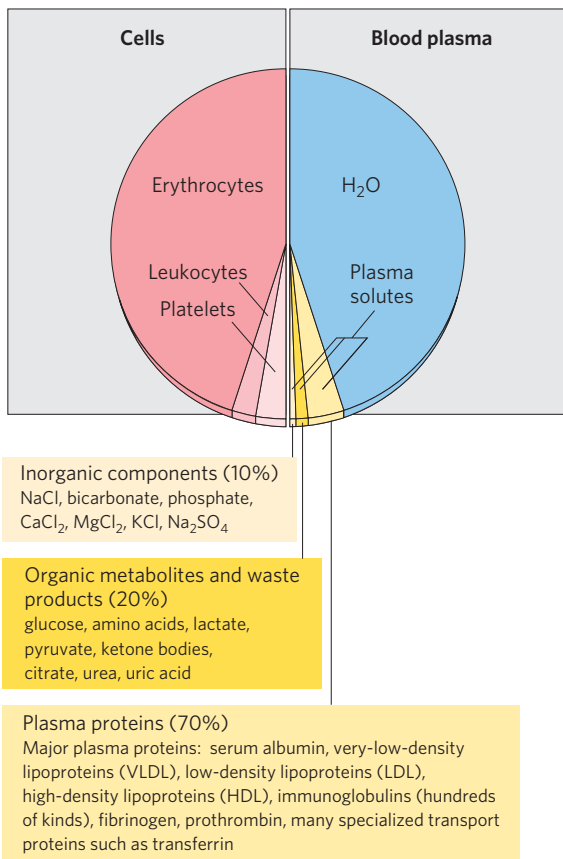 Cells
Blood plasma
Erythrocytes
H₂O
Leukocytes
Platelets
Plasma
solutes
Inorganic components (10%)
NaCl, bicarbonate, phosphate,
CaCl₂, MgCl₂, KCl, Na₂SO₄
Organic metabolites and waste
products (20%)
glucose, amino acids, lactate,
pyruvate, ketone bodies,
citrate, urea, uric acid
Plasma proteins (70%)
Major plasma proteins: serum albumin, very-low-density
lipoproteins (VLDL), low-density lipoproteins (LDL),
high-density lipoproteins (HDL), immunoglobulins (hundreds
of kinds), fibrinogen, prothrombin, many specialized transport
proteins such as transferrin